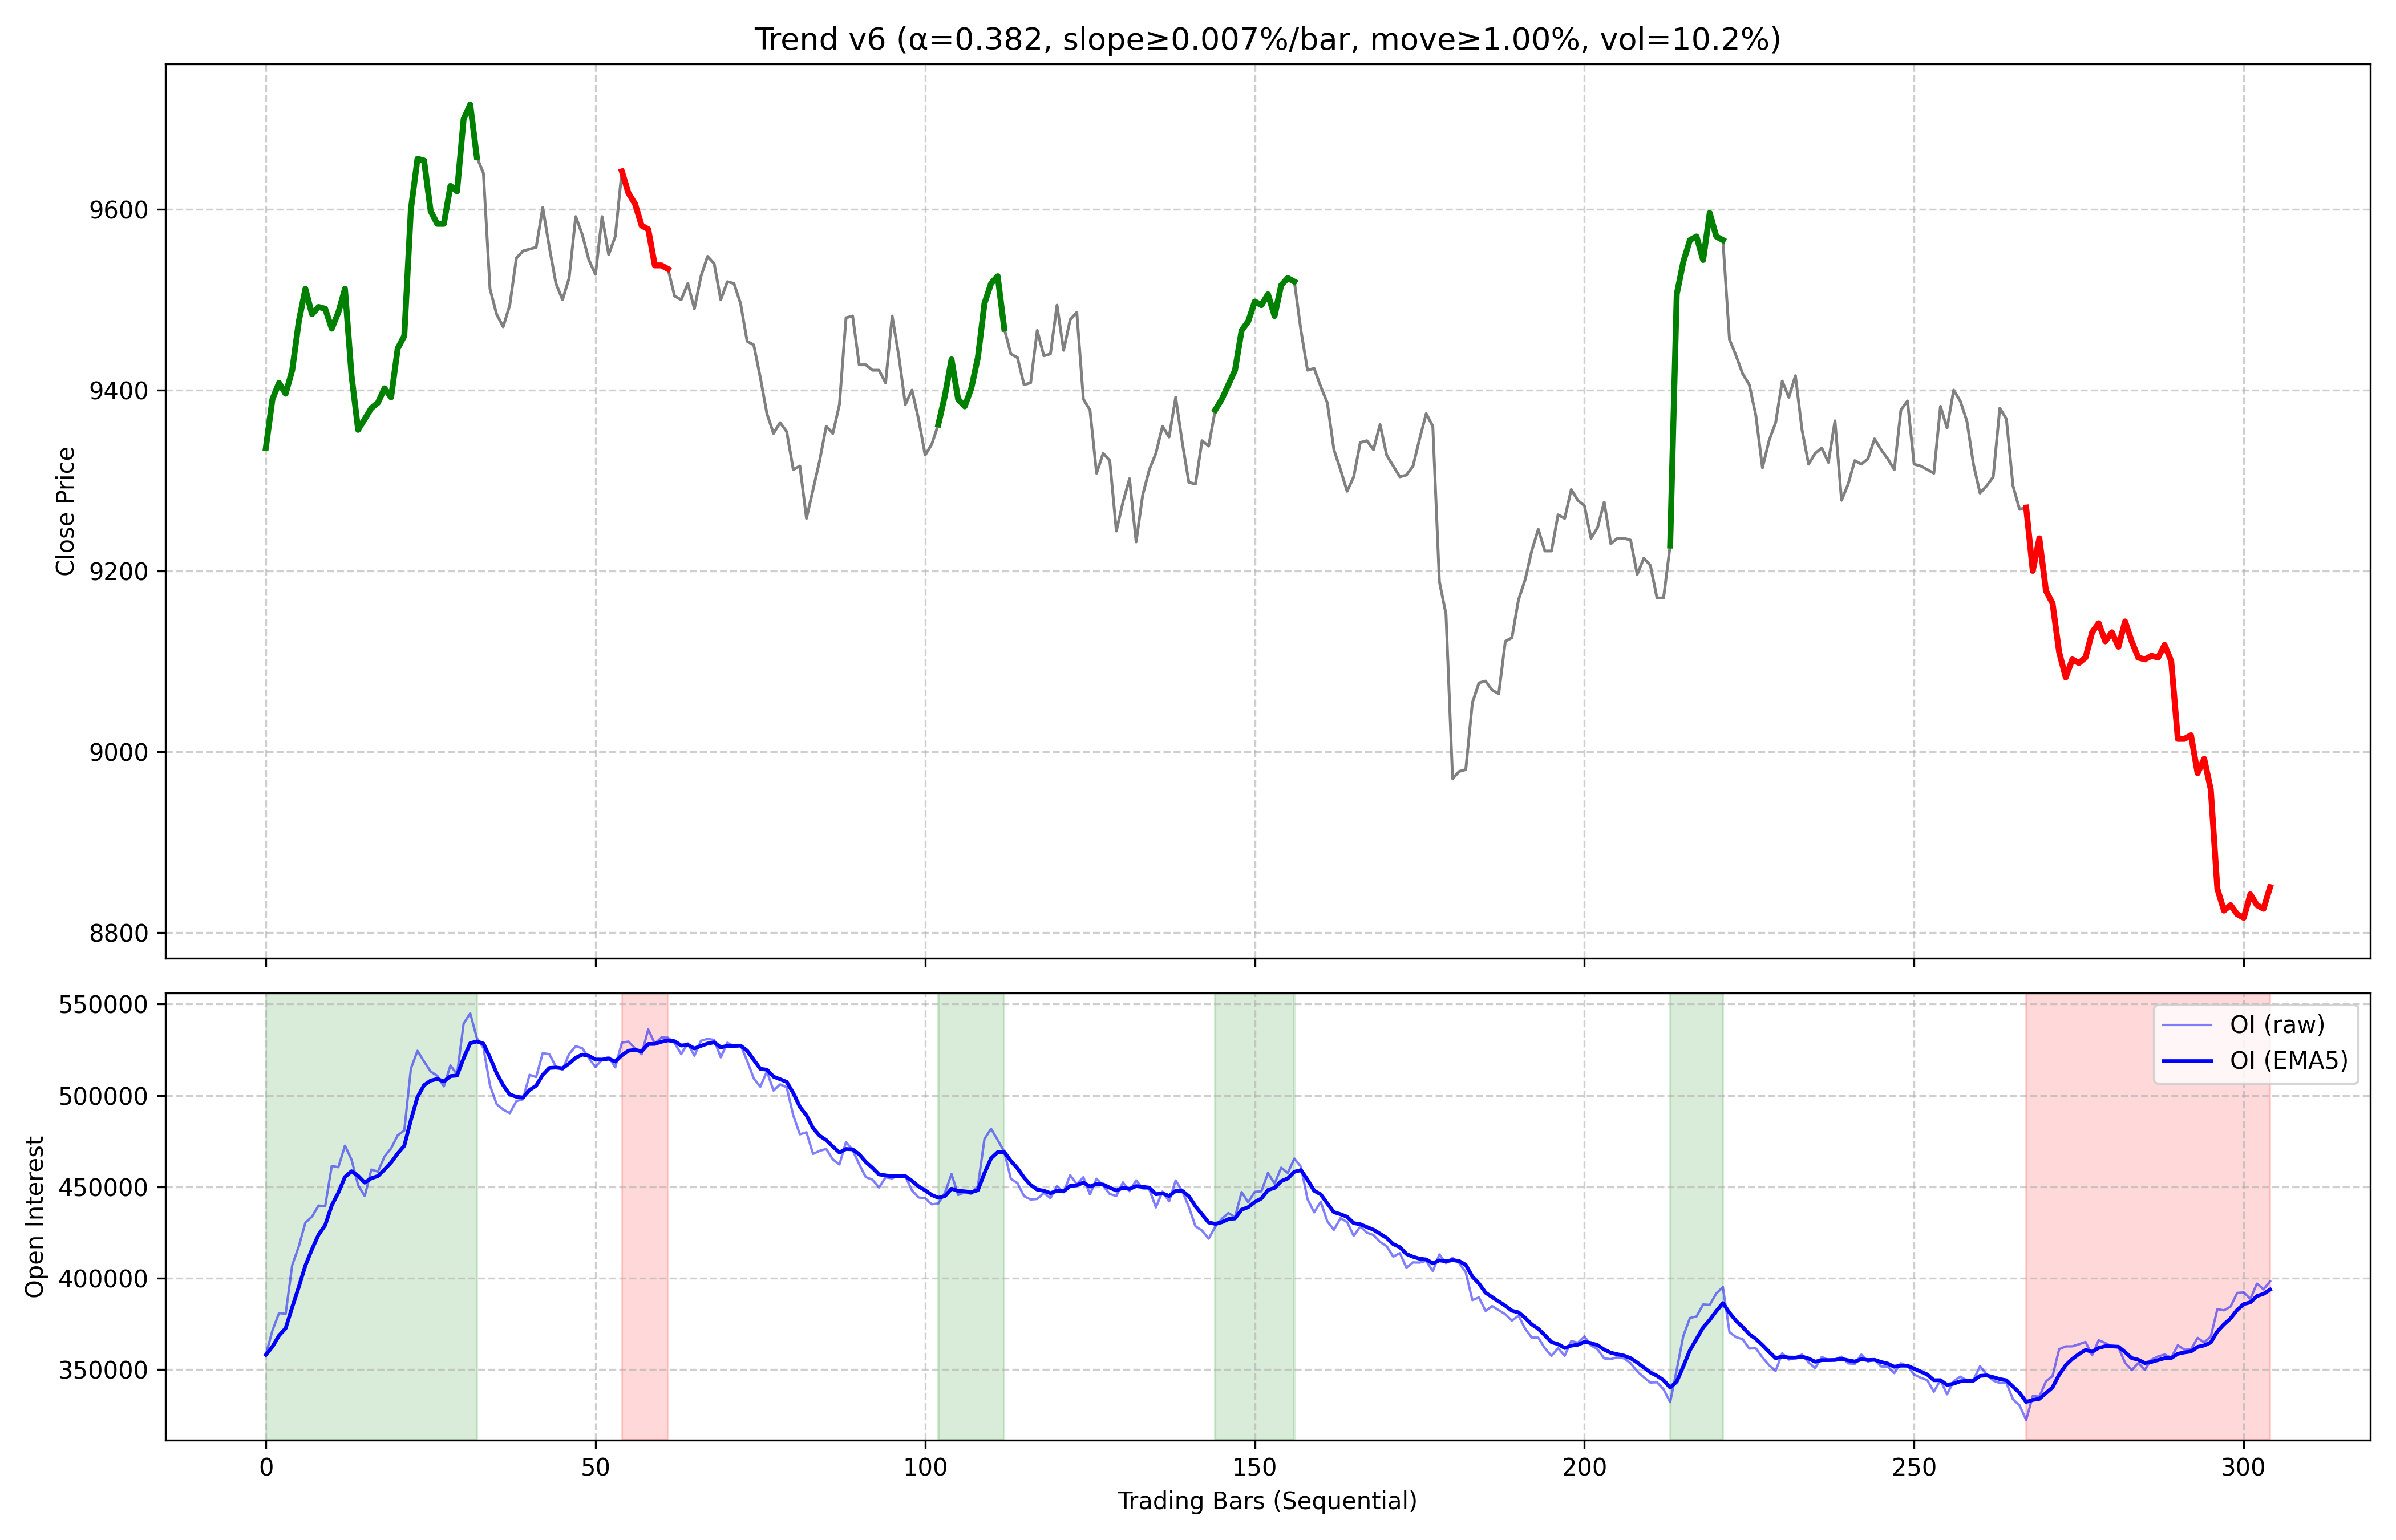 Trend v6 (α=0.382, slope≥0.007%/bar, move≥1.00%, vol=10.2%)
Close Price
9600
9400
9200
9000
8800
Open Interest
550000
500000
450000
400000
350000
OI (raw)
OI (EMA5)
0 50 100 150 200 250 300
Trading Bars (Sequential)